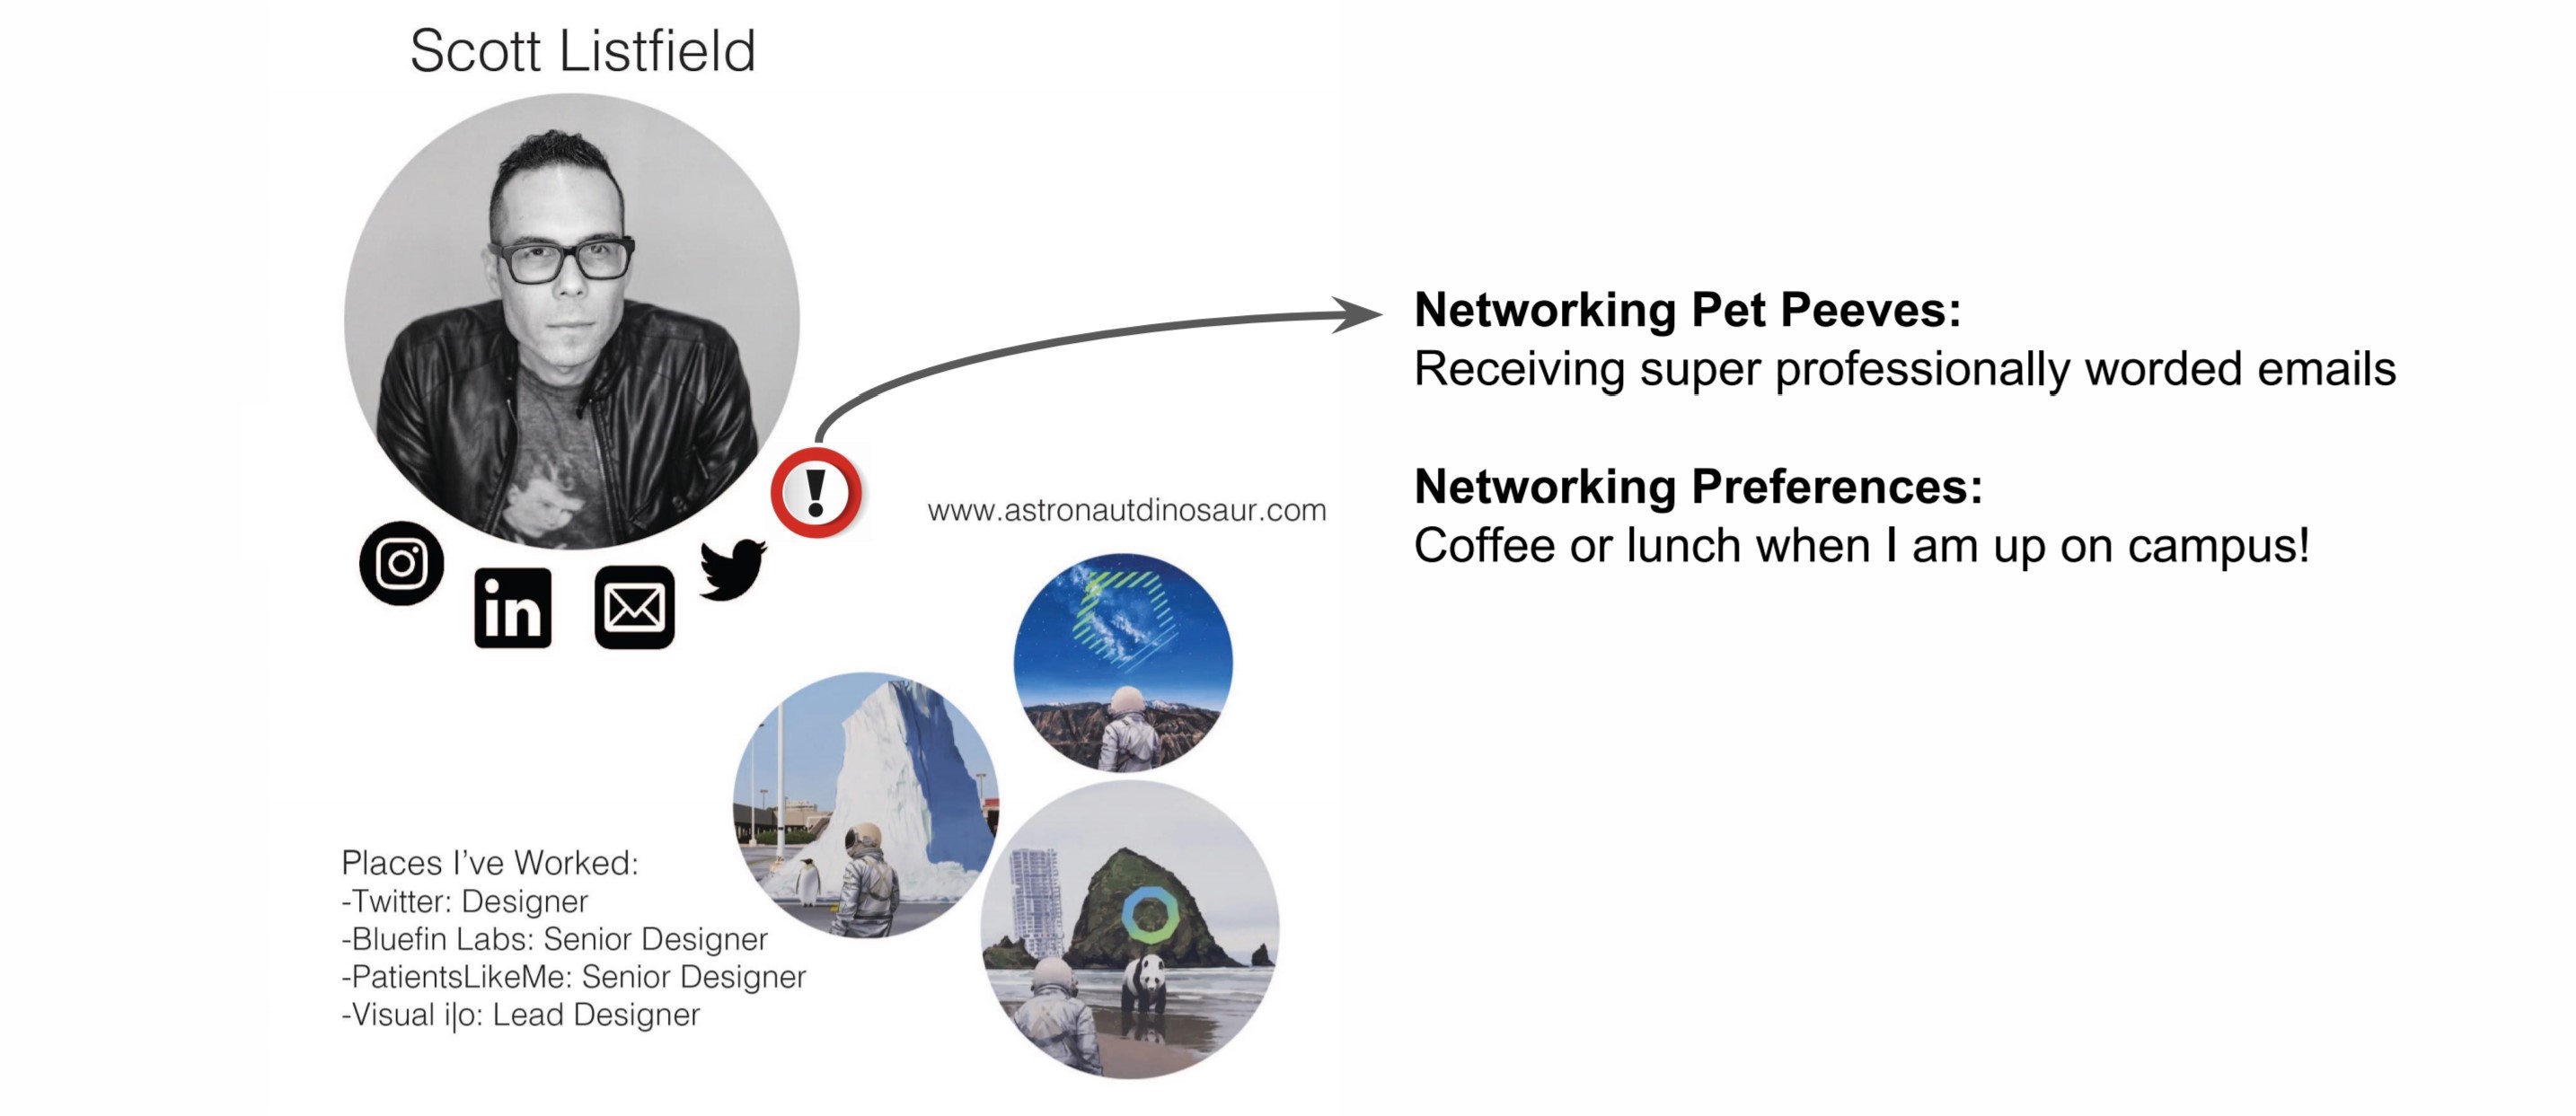 Scott Listfield
Networking Pet Peeves:
Receiving super professionally worded emails
Networking Preferences:
Coffee or lunch when I am up on campus!
!
www.astronautdinosaur.com
in
Places I’ve Worked:
-Twitter: Designer
-Bluefin Labs: Senior Designer
-PatientsLikeMe: Senior Designer
-Visual i|o: Lead Designer